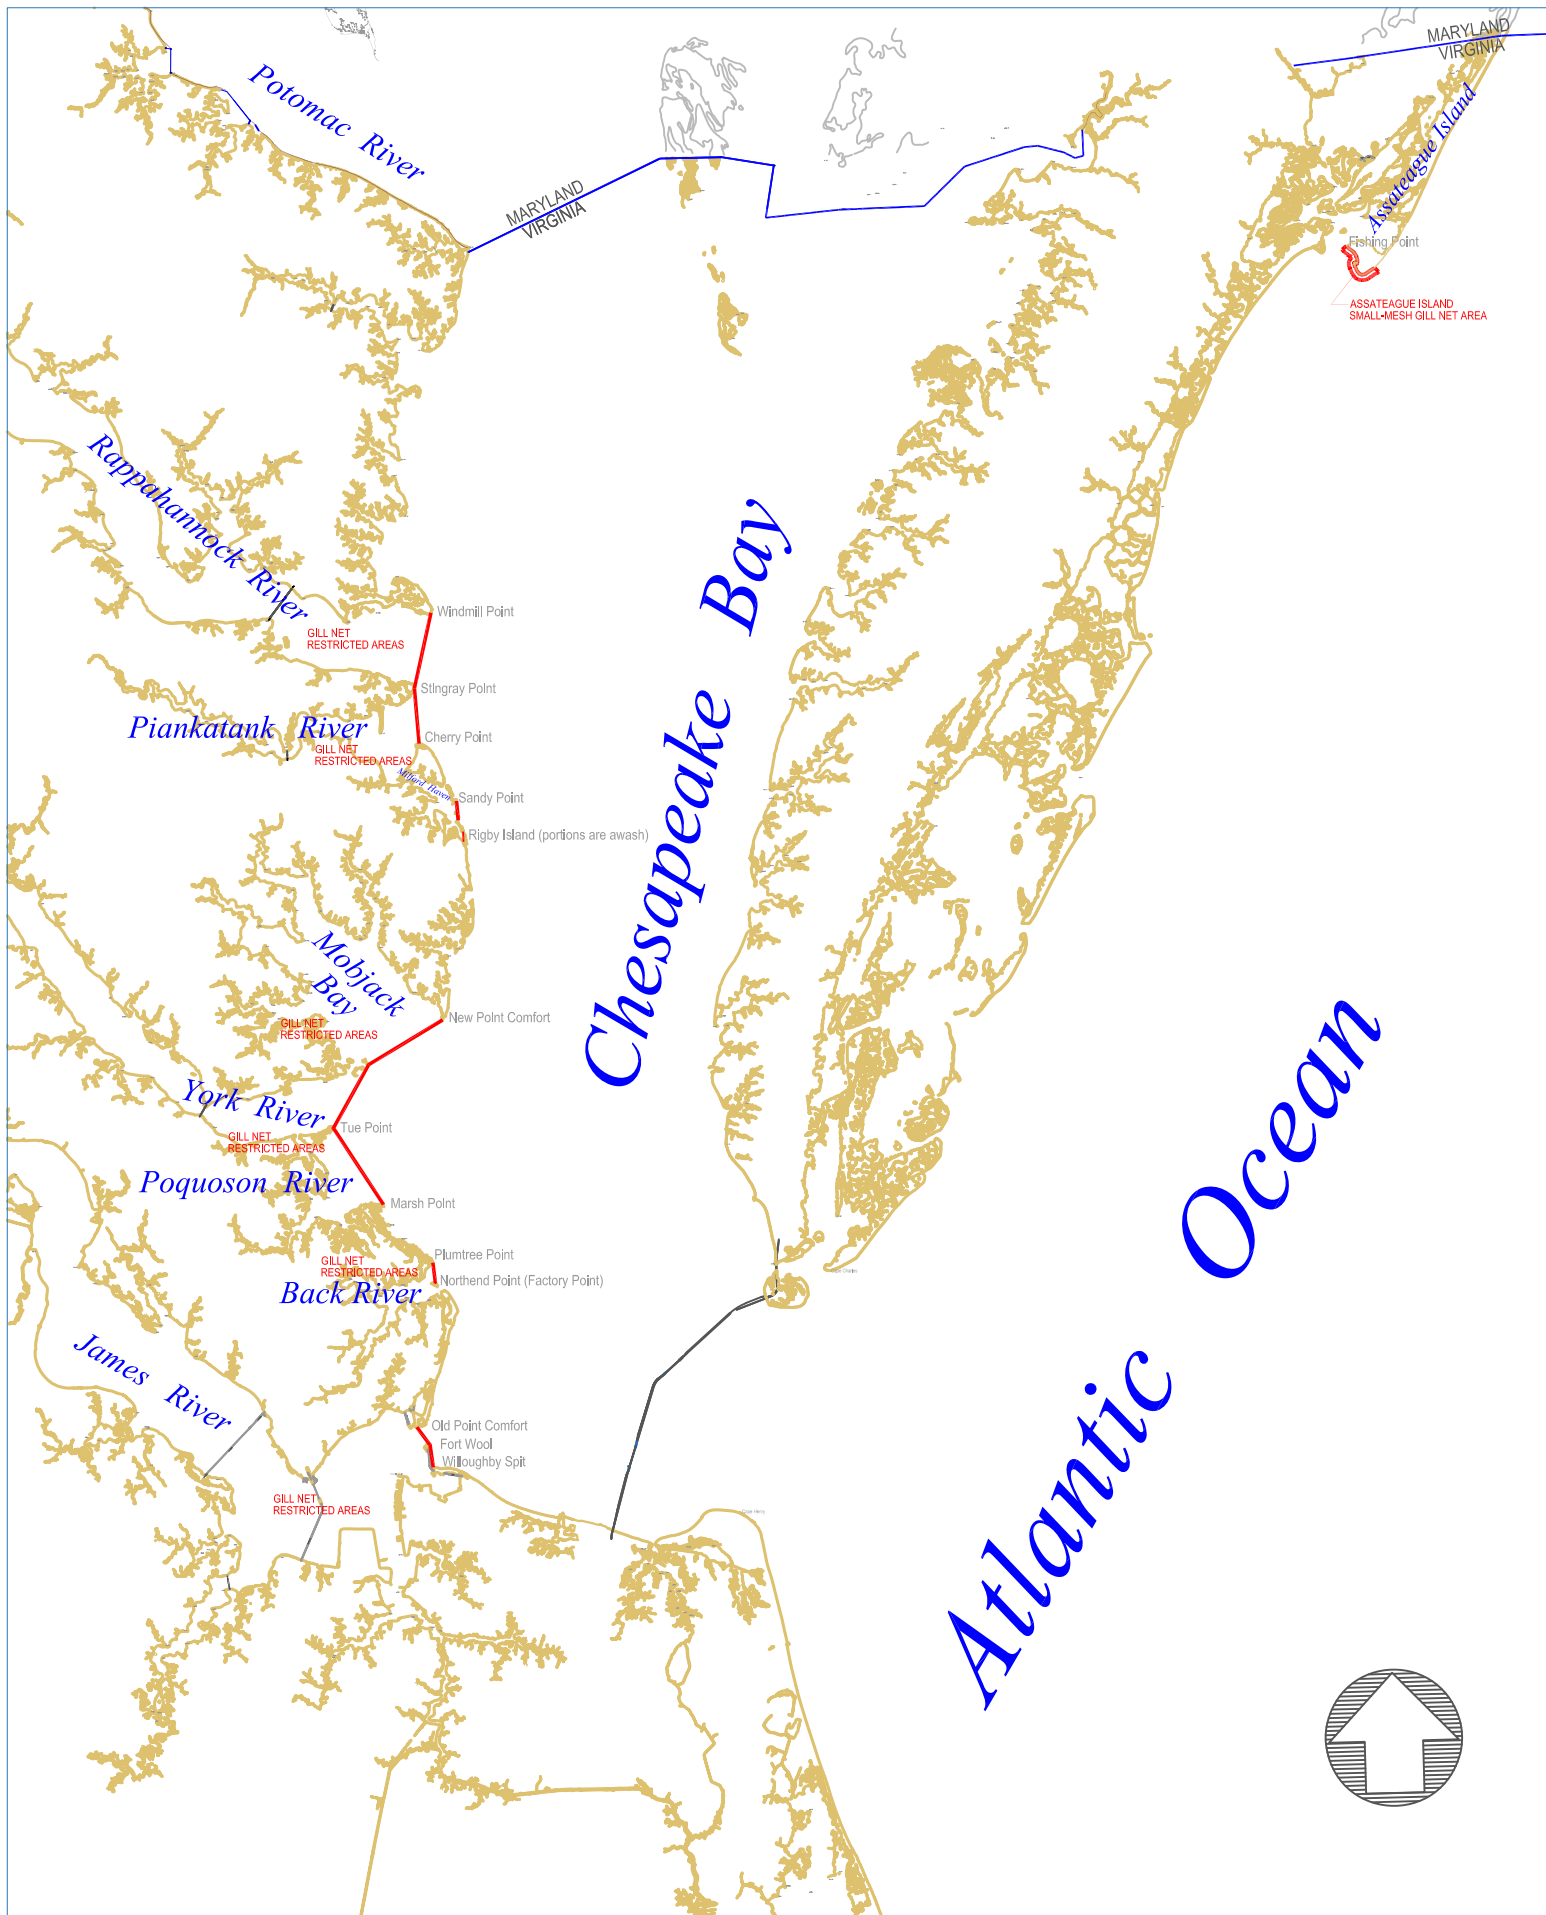 MARYLAND
VIRGINIA
Potomac River
Assateague Island
MARYLAND
VIRGINIA
Fishing Point
ASSATEAGUE ISLAND
SMALL-MESH GILL NET AREA
Rappahannock River
Chesapeake Bay
Windmill Point
GILL NET
RESTRICTED AREAS
Stingray Point
Piankatank River
Cherry Point
GILL NET
RESTRICTED AREAS
Milford Haven
Sandy Point
Rigby Island (portions are awash)
Mobjack
Bay
New Point Comfort
GILL NET
RESTRICTED AREAS
York River
Tue Point
GILL NET
RESTRICTED AREAS
Poquoson River
Marsh Point
Plumtree Point
GILL NET
RESTRICTED AREAS
Northend Point (Factory Point)
Back River
Cape Charles
Atlantic Ocean
James River
Old Point Comfort
Fort Wool
Willoughby Spit
GILL NET
RESTRICTED AREAS
Cape Henry